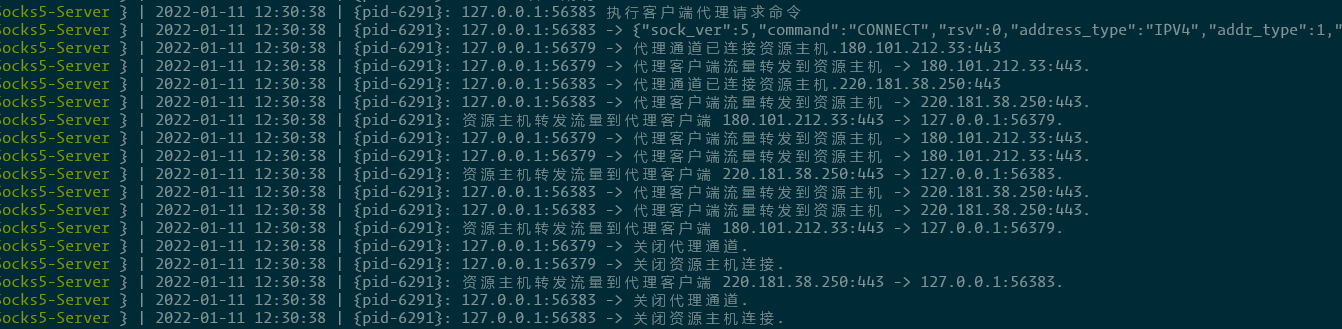 Socks5-Server } | 2022-01-11 12:30:38 | {pid-6291}: 127.0.0.1:56383 执行客户端代理请求命令
Socks5-Server } | 2022-01-11 12:30:38 | {pid-6291}: 127.0.0.1:56383 -> {"sock_ver":5,"command":"CONNECT","rsv":0,"address_type":"IPV4","addr_type":1,"
Socks5-Server } | 2022-01-11 12:30:38 | {pid-6291}: 127.0.0.1:56379 -> 代理通道已连接资源主机.180.101.212.33:443
Socks5-Server } | 2022-01-11 12:30:38 | {pid-6291}: 127.0.0.1:56379 -> 代理客户端流量转发到资源主机 -> 180.101.212.33:443.
Socks5-Server } | 2022-01-11 12:30:38 | {pid-6291}: 127.0.0.1:56383 -> 代理通道已连接资源主机.220.181.38.250:443
Socks5-Server } | 2022-01-11 12:30:38 | {pid-6291}: 127.0.0.1:56383 -> 代理客户端流量转发到资源主机 -> 220.181.38.250:443.
Socks5-Server } | 2022-01-11 12:30:38 | {pid-6291}: 资源主机转发流量到代理客户端 180.101.212.33:443 -> 127.0.0.1:56379.
Socks5-Server } | 2022-01-11 12:30:38 | {pid-6291}: 127.0.0.1:56379 -> 代理客户端流量转发到资源主机 -> 180.101.212.33:443.
Socks5-Server } | 2022-01-11 12:30:38 | {pid-6291}: 127.0.0.1:56379 -> 代理客户端流量转发到资源主机 -> 180.101.212.33:443.
Socks5-Server } | 2022-01-11 12:30:38 | {pid-6291}: 资源主机转发流量到代理客户端 220.181.38.250:443 -> 127.0.0.1:56383.
Socks5-Server } | 2022-01-11 12:30:38 | {pid-6291}: 127.0.0.1:56383 -> 代理客户端流量转发到资源主机 -> 220.181.38.250:443.
Socks5-Server } | 2022-01-11 12:30:38 | {pid-6291}: 127.0.0.1:56383 -> 代理客户端流量转发到资源主机 -> 220.181.38.250:443.
Socks5-Server } | 2022-01-11 12:30:38 | {pid-6291}: 资源主机转发流量到代理客户端 180.101.212.33:443 -> 127.0.0.1:56379.
Socks5-Server } | 2022-01-11 12:30:38 | {pid-6291}: 127.0.0.1:56379 -> 关闭代理通道.
Socks5-Server } | 2022-01-11 12:30:38 | {pid-6291}: 127.0.0.1:56379 -> 关闭资源主机连接.
Socks5-Server } | 2022-01-11 12:30:38 | {pid-6291}: 资源主机转发流量到代理客户端 220.181.38.250:443 -> 127.0.0.1:56383.
Socks5-Server } | 2022-01-11 12:30:38 | {pid-6291}: 127.0.0.1:56383 -> 关闭代理通道.
Socks5-Server } | 2022-01-11 12:30:38 | {pid-6291}: 127.0.0.1:56383 -> 关闭资源主机连接.